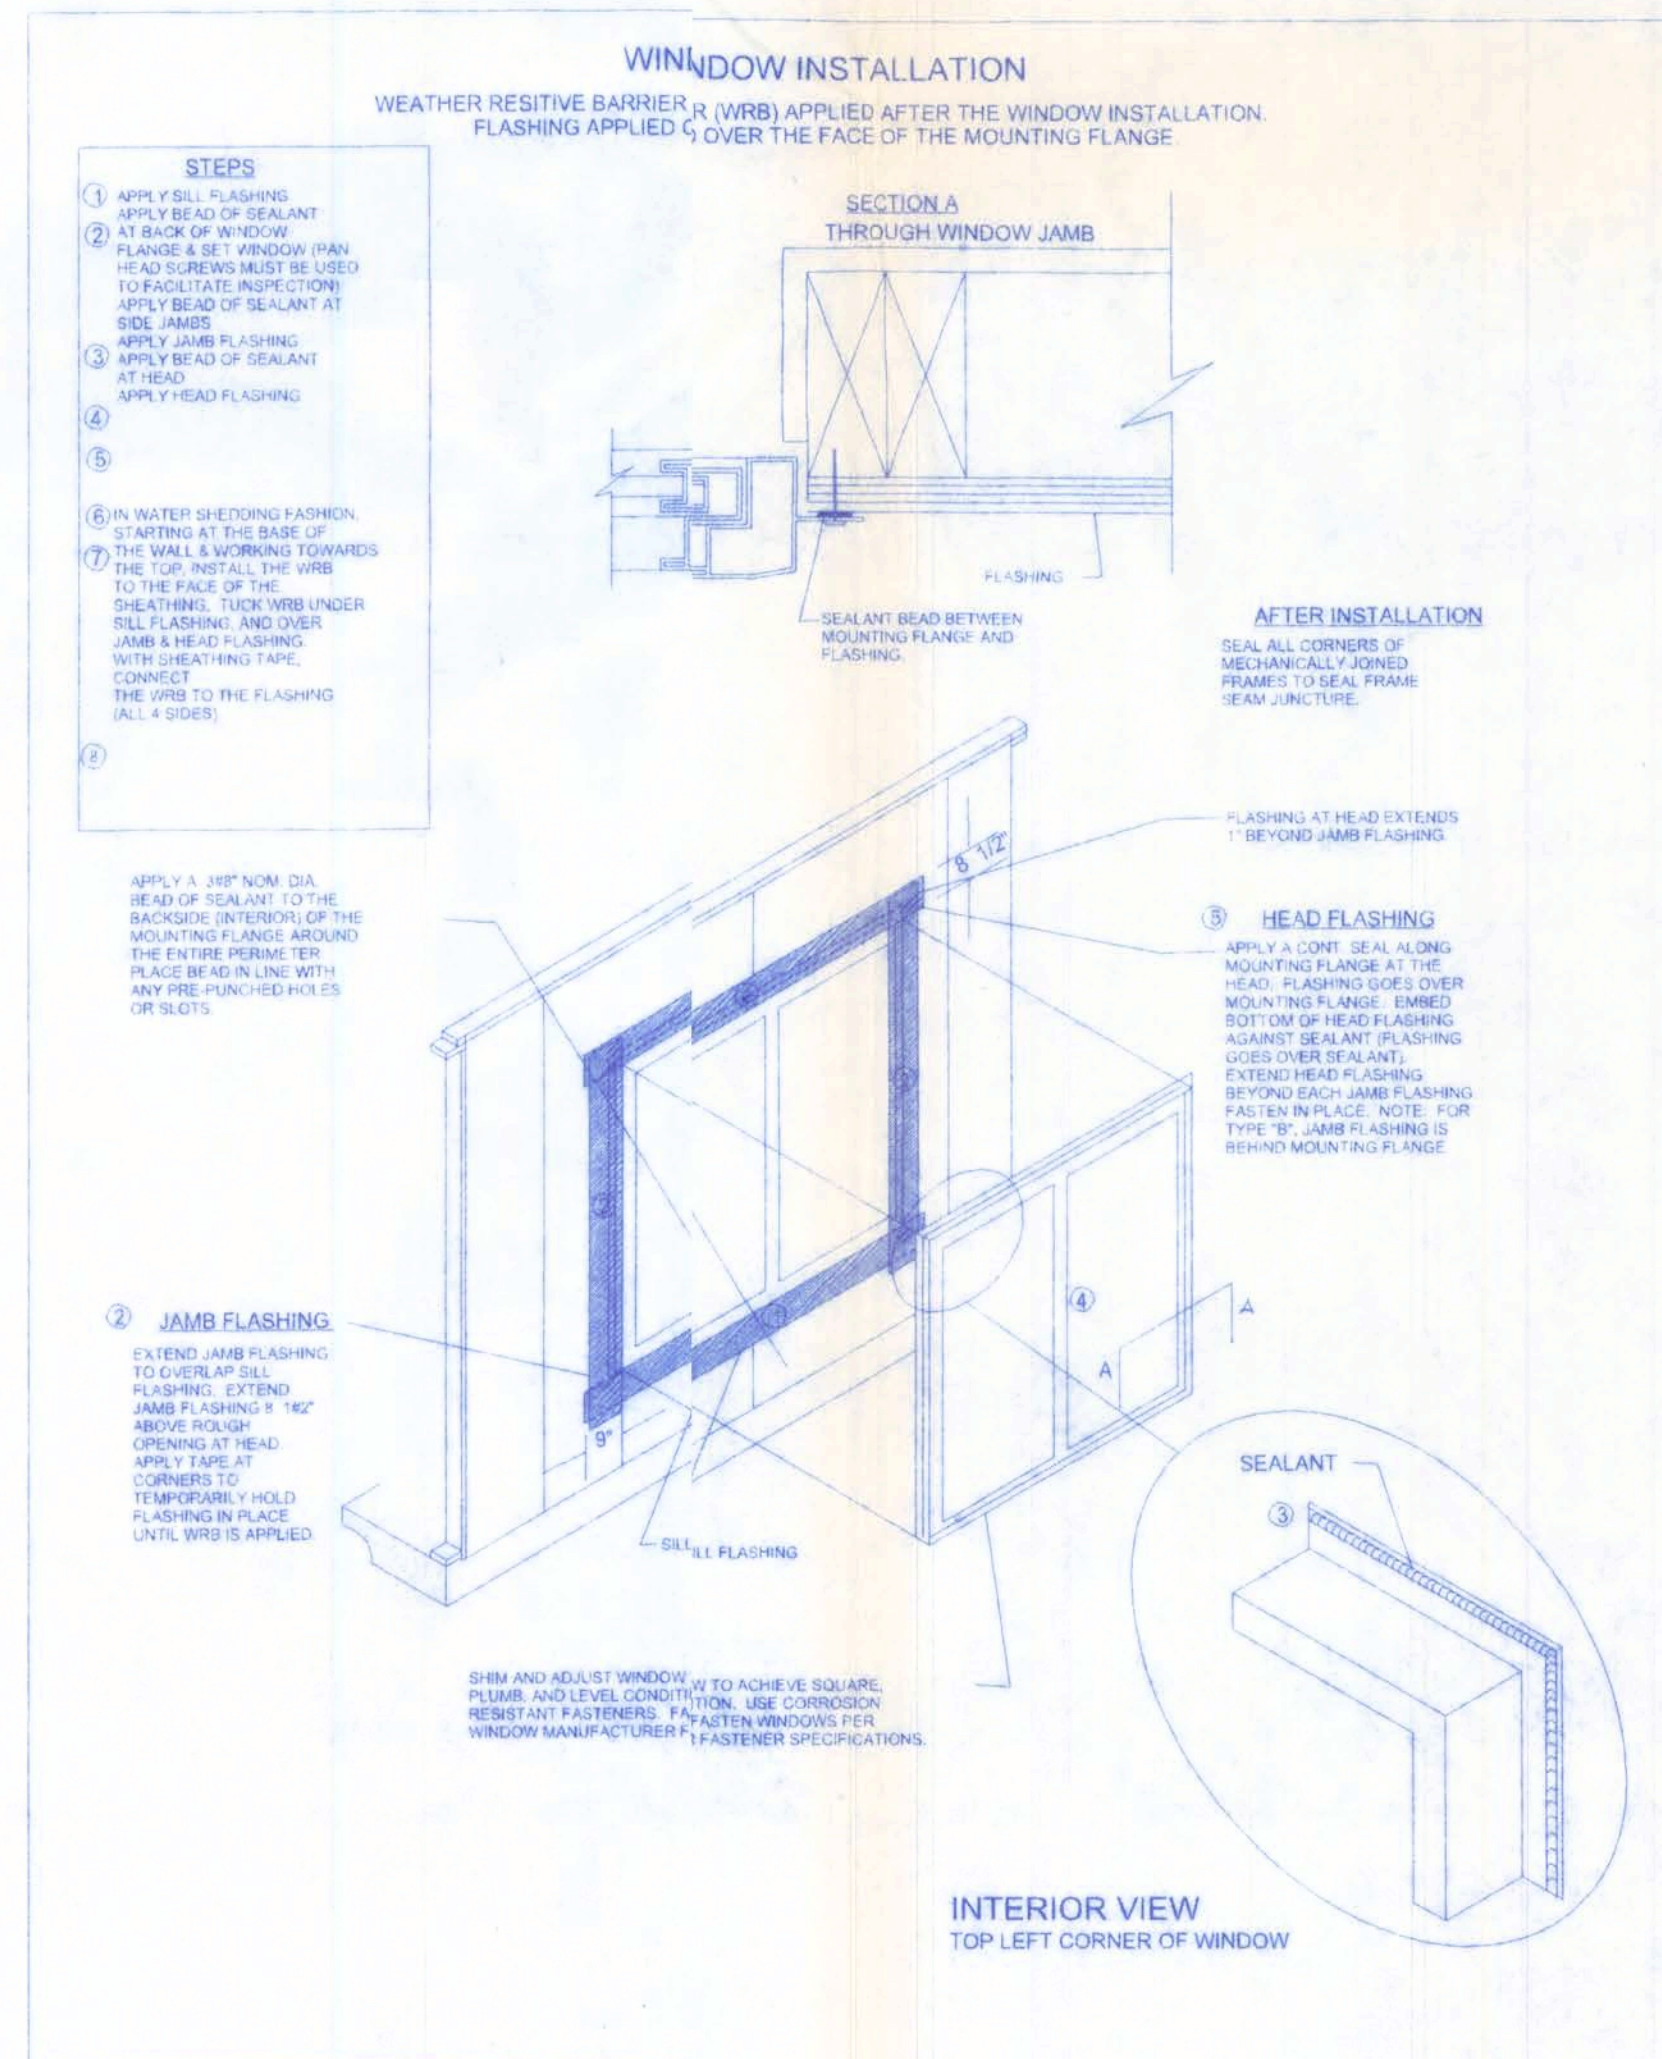 WINNDOW INSTALLATION
WEATHER RESITIVE BARRIER R (WRB) APPLIED AFTER THE WINDOW INSTALLATION.
FLASHING APPLIED O OVER THE FACE OF THE MOUNTING FLANGE
STEPS
1 APPLY SILL FLASHING
APPLY BEAD OF SEALANT
2 AT BACK OF WINDOW
FLANGE & SET WINDOW (PAN
HEAD SCREWS MUST BE USED
TO FACILITATE INSPECTION)
APPLY BEAD OF SEALANT AT
SIDE JAMBS
APPLY JAMB FLASHING
3 APPLY BEAD OF SEALANT
AT HEAD
APPLY HEAD FLASHING
4
5
6 IN WATER SHEDDING FASHION,
STARTING AT THE BASE OF
7 THE WALL & WORKING TOWARDS
THE TOP, INSTALL THE WRB
TO THE FACE OF THE
SHEATHING. TUCK WRB UNDER
SILL FLASHING, AND OVER
JAMB & HEAD FLASHING.
WITH SHEATHING TAPE,
CONNECT
THE WRB TO THE FLASHING
(ALL 4 SIDES)
8
SECTION A
THROUGH WINDOW JAMB
FLASHING
SEALANT BEAD BETWEEN
MOUNTING FLANGE AND
FLASHING.
AFTER INSTALLATION
SEAL ALL CORNERS OF
MECHANICALLY JOINED
FRAMES TO SEAL FRAME
SEAM JUNCTURE.
FLASHING AT HEAD EXTENDS
1" BEYOND JAMB FLASHING.
8 1/2"
APPLY A 3#8" NOM. DIA.
BEAD OF SEALANT TO THE
BACKSIDE (INTERIOR) OF THE
MOUNTING FLANGE AROUND
THE ENTIRE PERIMETER
PLACE BEAD IN LINE WITH
ANY PRE-PUNCHED HOLES
OR SLOTS.
5 HEAD FLASHING
APPLY A CONT. SEAL ALONG
MOUNTING FLANGE AT THE
HEAD. FLASHING GOES OVER
MOUNTING FLANGE. EMBED
BOTTOM OF HEAD FLASHING
AGAINST SEALANT (FLASHING
GOES OVER SEALANT).
EXTEND HEAD FLASHING
BEYOND EACH JAMB FLASHING
FASTEN IN PLACE. NOTE: FOR
TYPE "B", JAMB FLASHING IS
BEHIND MOUNTING FLANGE
2 JAMB FLASHING
EXTEND JAMB FLASHING
TO OVERLAP SILL
FLASHING. EXTEND
JAMB FLASHING 8 1#2"
ABOVE ROUGH
OPENING AT HEAD.
APPLY TAPE AT
CORNERS TO
TEMPORARILY HOLD
FLASHING IN PLACE
UNTIL WRB IS APPLIED.
4
A
A
9"
SILL ILL FLASHING
SEALANT
3
SHIM AND ADJUST WINDOW W TO ACHIEVE SQUARE,
PLUMB, AND LEVEL CONDITI TION. USE CORROSION
RESISTANT FASTENERS. FA FASTEN WINDOWS PER
WINDOW MANUFACTURER F FASTENER SPECIFICATIONS.
INTERIOR VIEW
TOP LEFT CORNER OF WINDOW